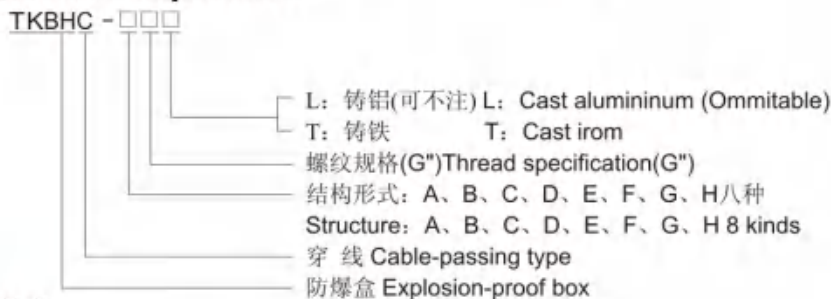 TKBHC - □□□
L：铸铝(可不注) L：Cast alumininum (Ommitable)
T：铸铁 T：Cast irom
螺纹规格(G")Thread specification(G")
结构形式：A、B、C、D、E、F、G、H八种
Structure：A、B、C、D、E、F、G、H 8 kinds
穿 线 Cable-passing type
防爆盒 Explosion-proof box